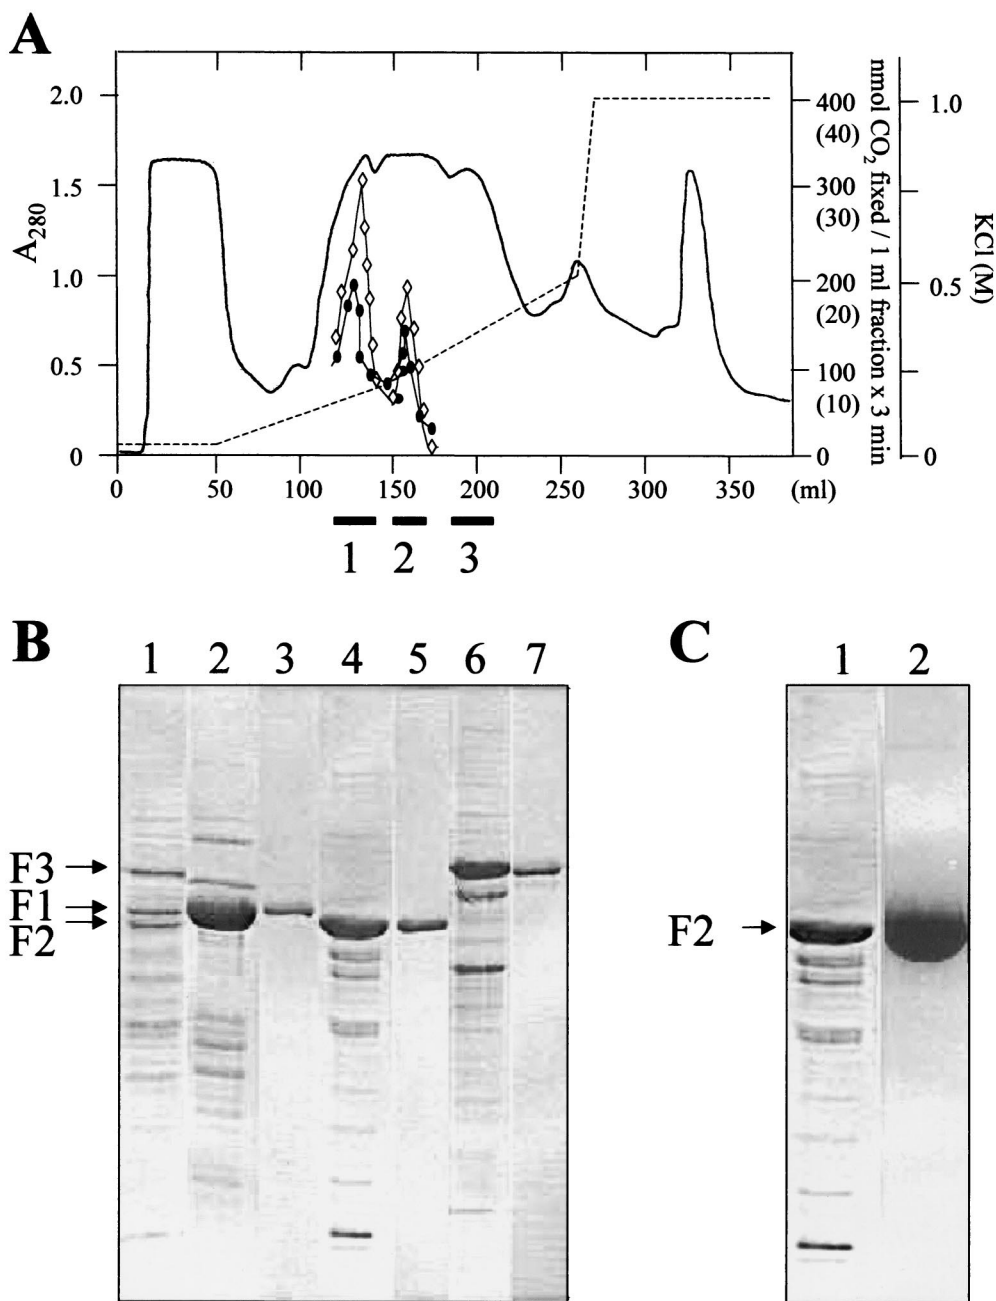 A
2.0
1.5
1.0
0.5
0
A280
0 50 100 150 200 250 300 350 (ml)
400
(40)
300
(30)
200
(20)
100
(10)
0
nmol CO2 fixed / 1 ml fraction x 3 min
1.0
0.5
0
KCl (M)
1 2 3
B
1 2 3 4 5 6 7
F3
F1
F2
C
1 2
F2